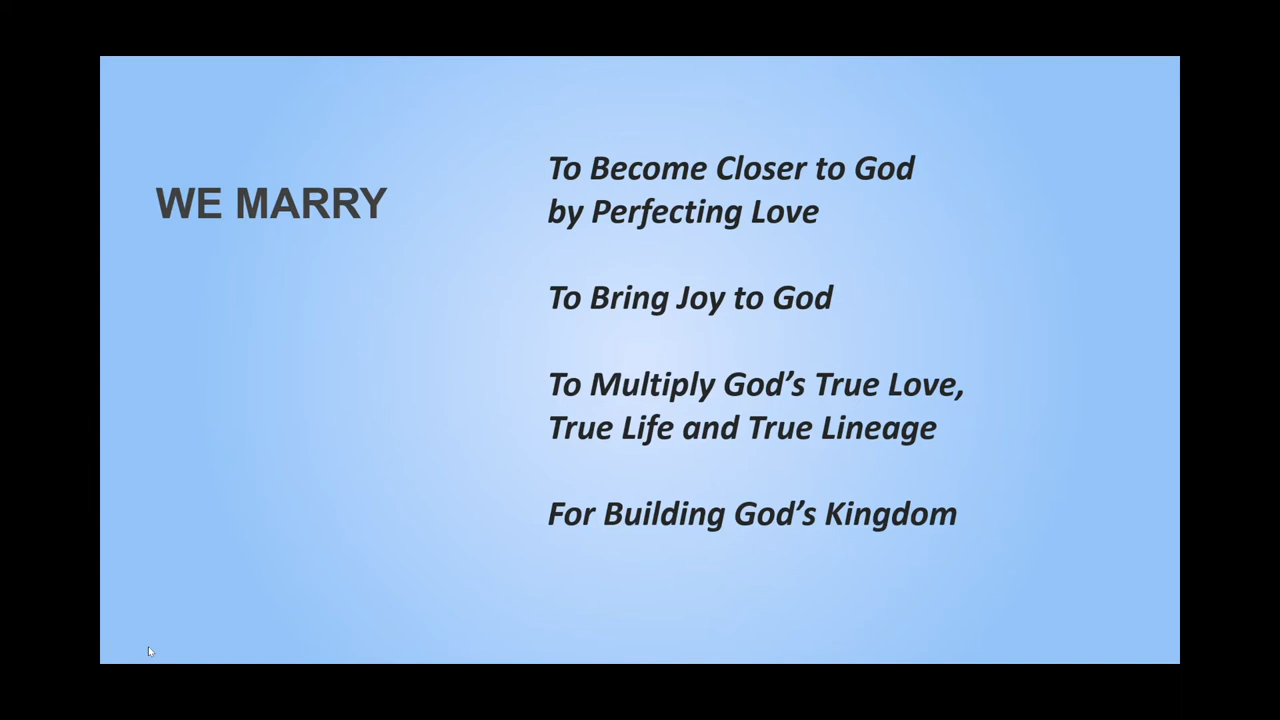 WE MARRY
To Become Closer to God
by Perfecting Love
To Bring Joy to God
To Multiply God’s True Love,
True Life and True Lineage
For Building God’s Kingdom